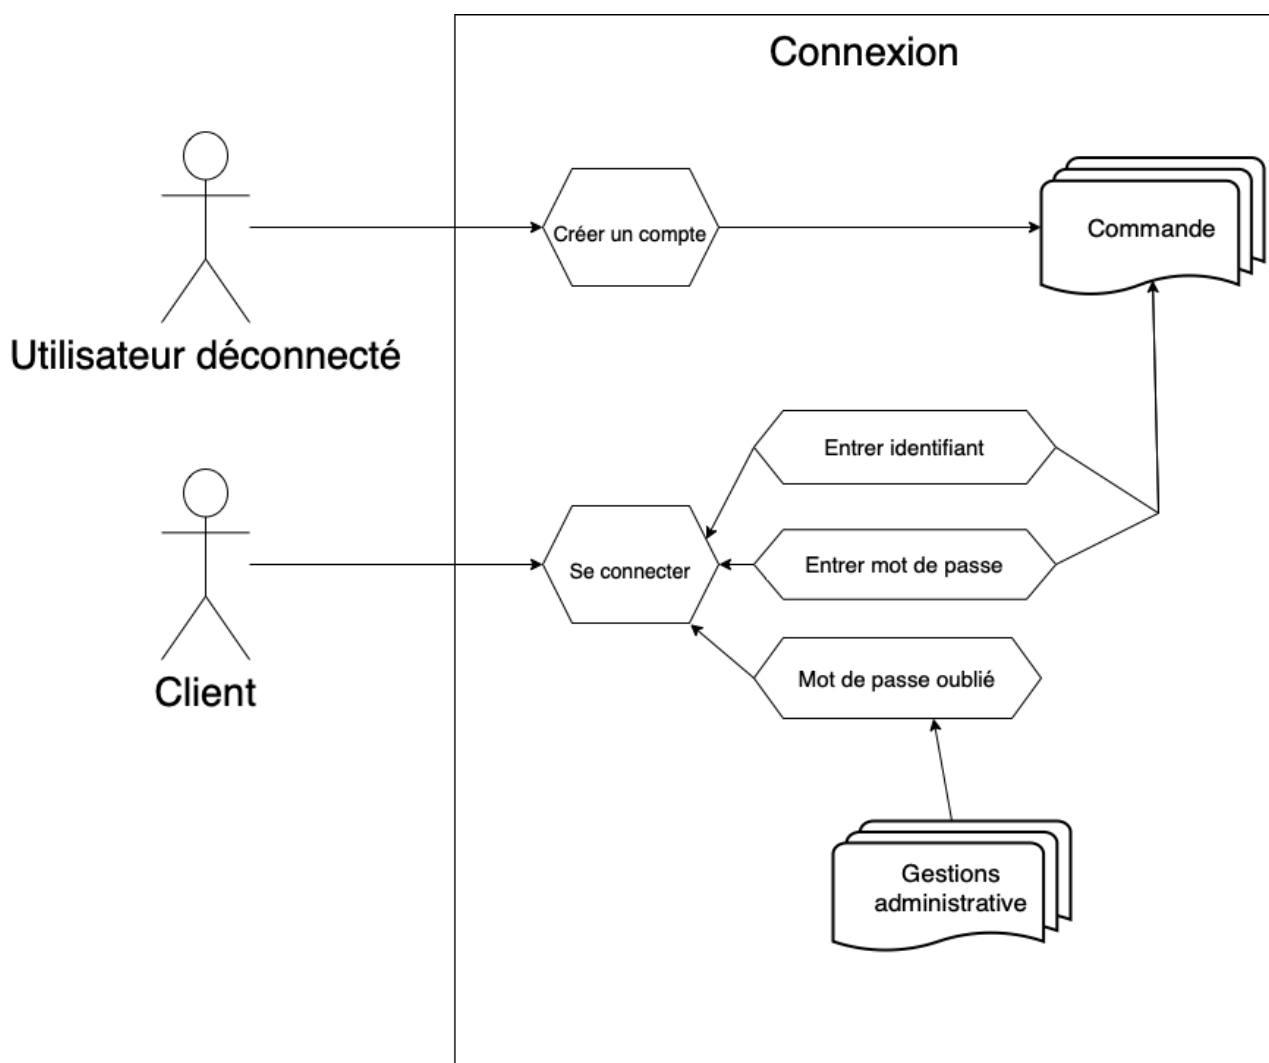 Connexion
Créer un compte
Commande
Utilisateur déconnecté
Entrer identifiant
Se connecter
Entrer mot de passe
Mot de passe oublié
Client
Gestions
administrative